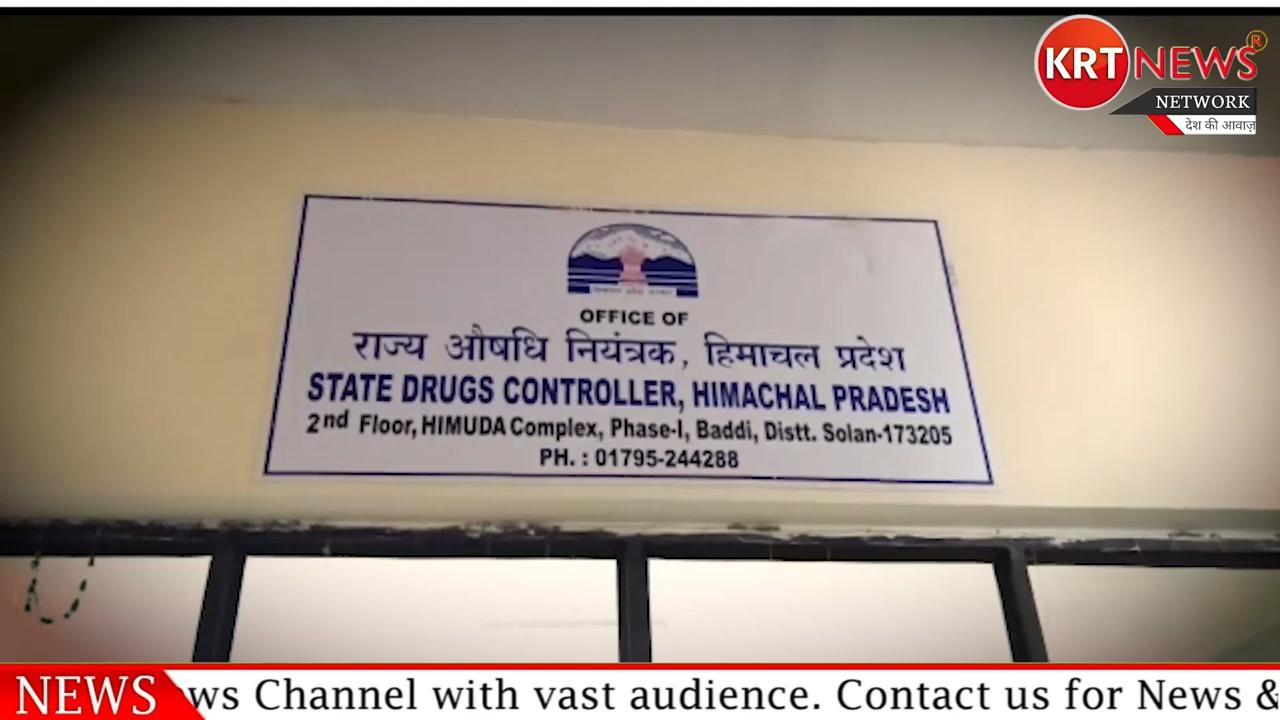 KRT NEWS ®
NETWORK
देश की आवाज़
OFFICE OF
राज्य औषधि नियंत्रक, हिमाचल प्रदेश
STATE DRUGS CONTROLLER, HIMACHAL PRADESH
2nd Floor, HIMUDA Complex, Phase-I, Baddi, Distt. Solan-173205
PH. : 01795-244288
NEWS ws Channel with vast audience. Contact us for News &